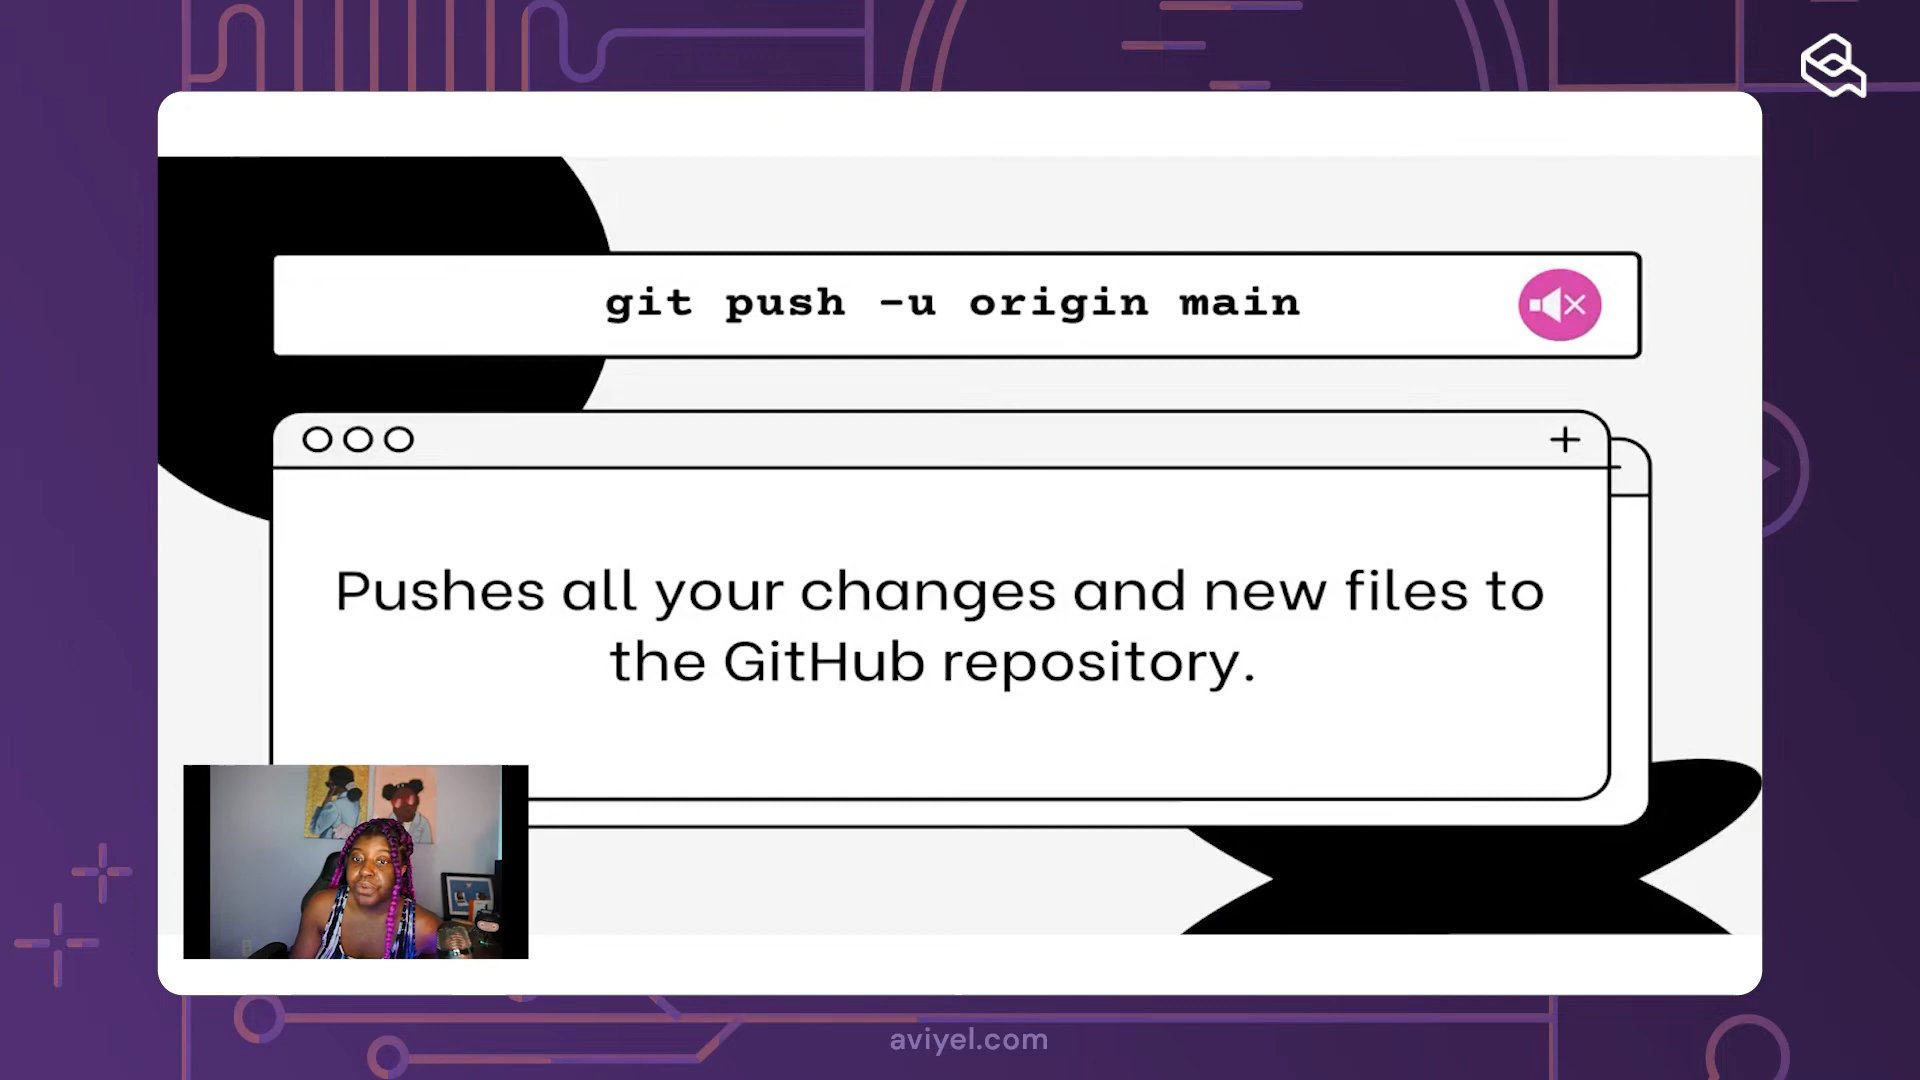 git push -u origin main
Pushes all your changes and new files to
the GitHub repository.
aviyel.com